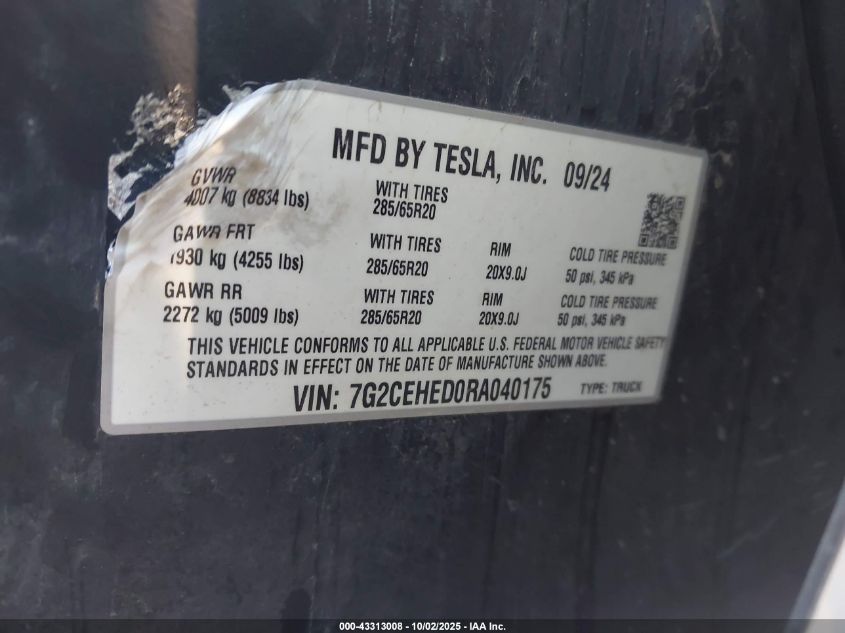 MFD BY TESLA, INC. 09/24
GVWR
4007 kg (8834 lbs)
WITH TIRES
285/65R20
GAWR FRT
1930 kg (4255 lbs)
WITH TIRES
285/65R20
RIM
20X9.0J
COLD TIRE PRESSURE
50 psi, 345 kPa
GAWR RR
2272 kg (5009 lbs)
WITH TIRES
285/65R20
RIM
20X9.0J
COLD TIRE PRESSURE
50 psi, 345 kPa
THIS VEHICLE CONFORMS TO ALL APPLICABLE U.S. FEDERAL MOTOR VEHICLE SAFETY
STANDARDS IN EFFECT ON THE DATE OF MANUFACTURE SHOWN ABOVE.
VIN: 7G2CEHED0RA040175 TYPE: TRUCK
000-43313008 - 10/02/2025 - IAA Inc.